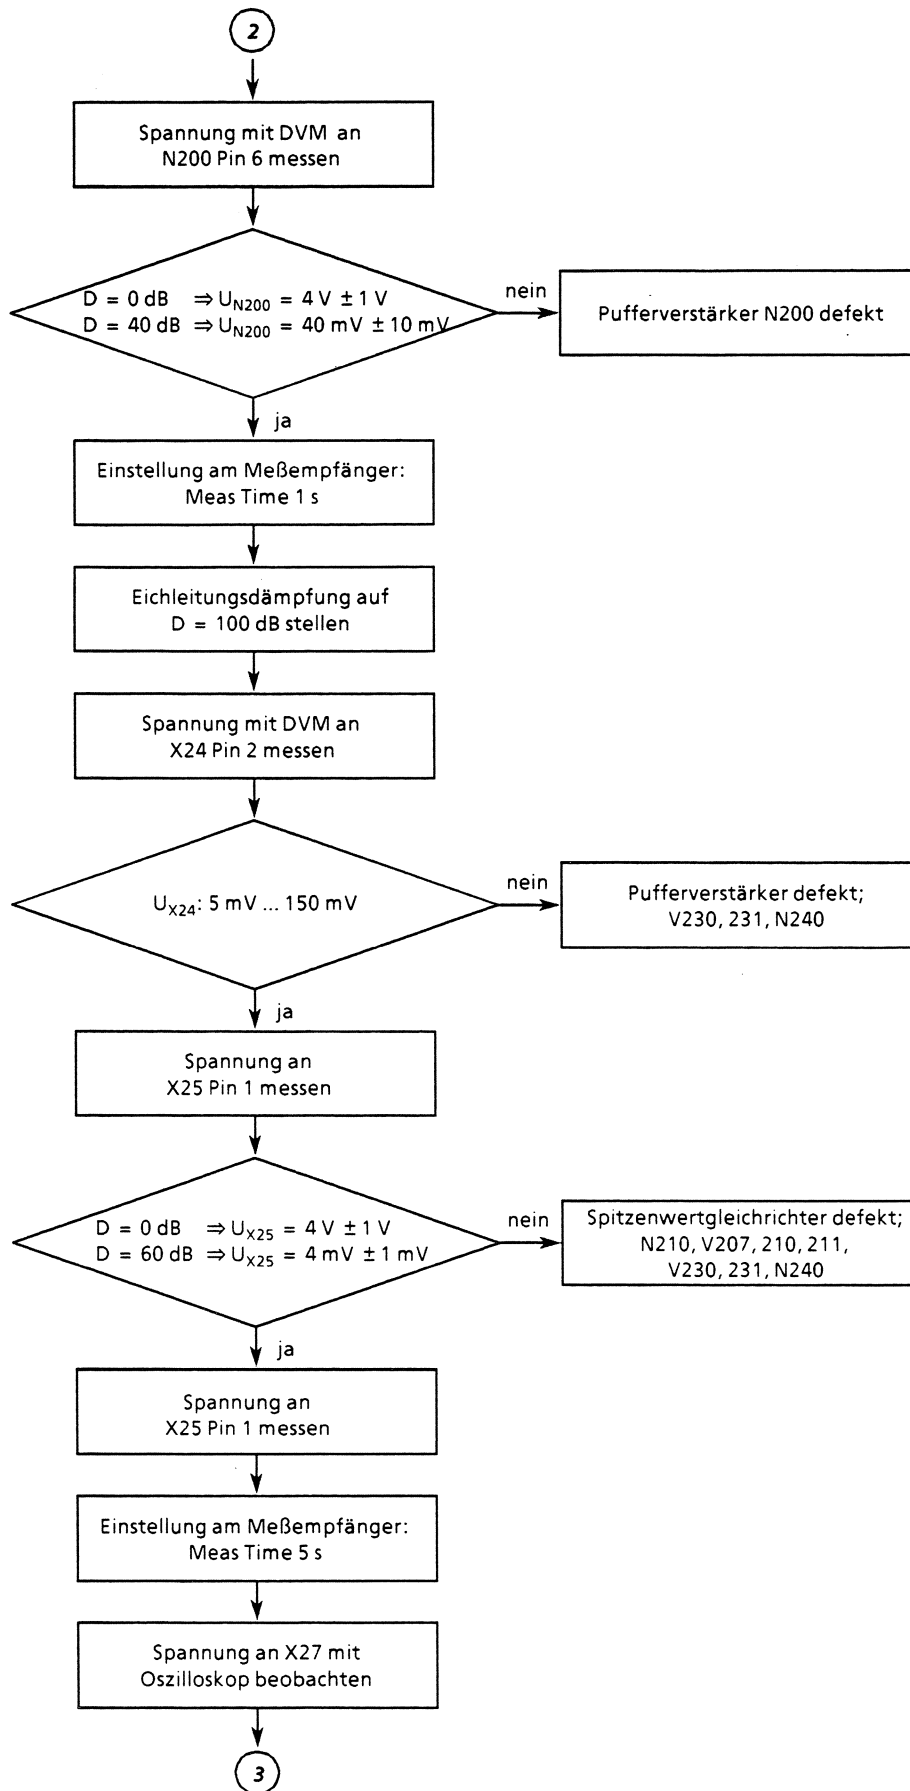 2
Spannung mit DVM an
N200 Pin 6 messen
D = 0 dB ⇒ U_N200 = 4 V ± 1 V
D = 40 dB ⇒ U_N200 = 40 mV ± 10 mV
nein
Pufferverstärker N200 defekt
ja
Einstellung am Meßempfänger:
Meas Time 1 s
Eichleitungsdämpfung auf
D = 100 dB stellen
Spannung mit DVM an
X24 Pin 2 messen
U_X24: 5 mV ... 150 mV
nein
Pufferverstärker defekt;
V230, 231, N240
ja
Spannung an
X25 Pin 1 messen
D = 0 dB ⇒ U_X25 = 4 V ± 1 V
D = 60 dB ⇒ U_X25 = 4 mV ± 1 mV
nein
Spitzenwertgleichrichter defekt;
N210, V207, 210, 211,
V230, 231, N240
ja
Spannung an
X25 Pin 1 messen
Einstellung am Meßempfänger:
Meas Time 5 s
Spannung an X27 mit
Oszilloskop beobachten
3